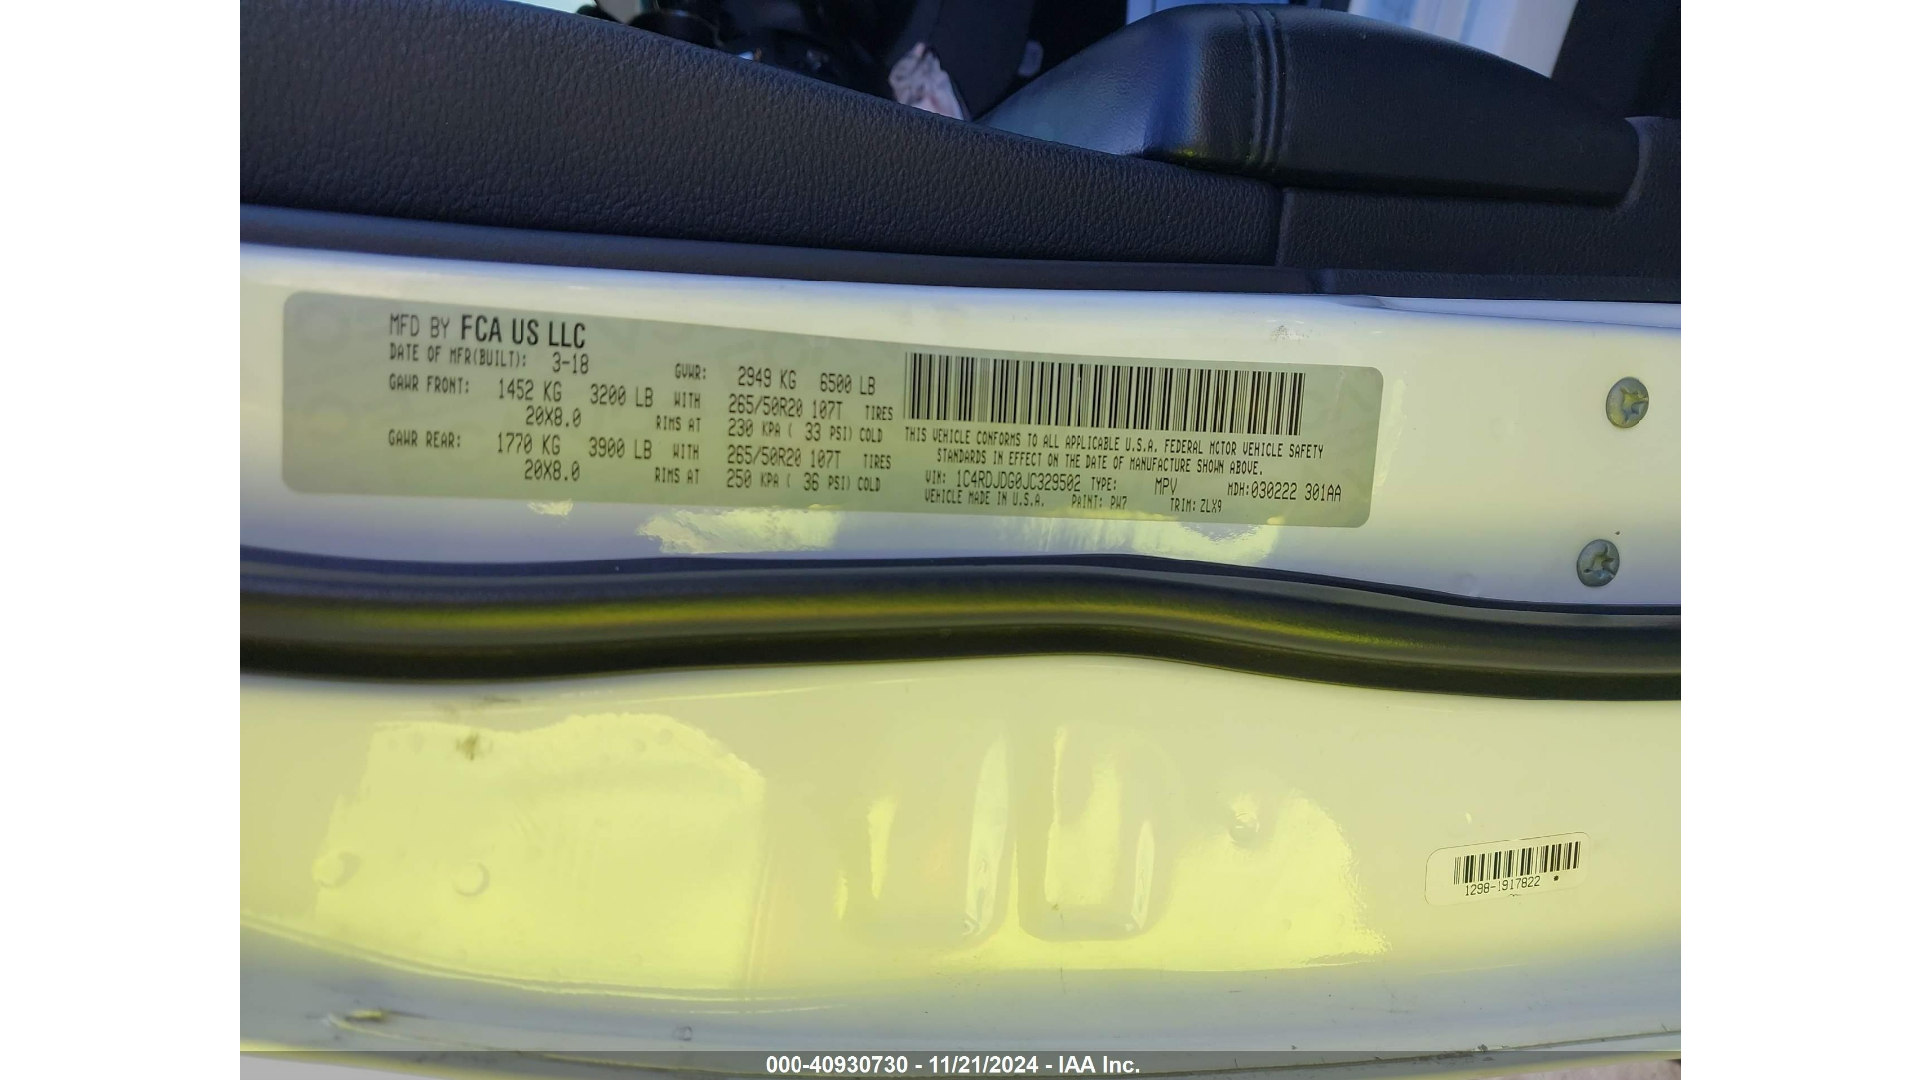 MFD BY FCA US LLC
DATE OF MFR(BUILT): 3-18 GVWR: 2949 KG 6500 LB
GAWR FRONT: 1452 KG 3200 LB WITH 265/50R20 107T TIRES
20X8.0 RIMS AT 230 KPA ( 33 PSI) COLD
GAWR REAR: 1770 KG 3900 LB WITH 265/50R20 107T TIRES
20X8.0 RIMS AT 250 KPA ( 36 PSI) COLD
THIS VEHICLE CONFORMS TO ALL APPLICABLE U.S.A. FEDERAL MOTOR VEHICLE SAFETY
STANDARDS IN EFFECT ON THE DATE OF MANUFACTURE SHOWN ABOVE.
VIN: 1C4RDJDG0JC329502 TYPE: MPV MDH:030222 301AA
VEHICLE MADE IN U.S.A. PAINT: PW7 TRIM: ZLX9
1298-1917822
000-40930730 - 11/21/2024 - IAA Inc.